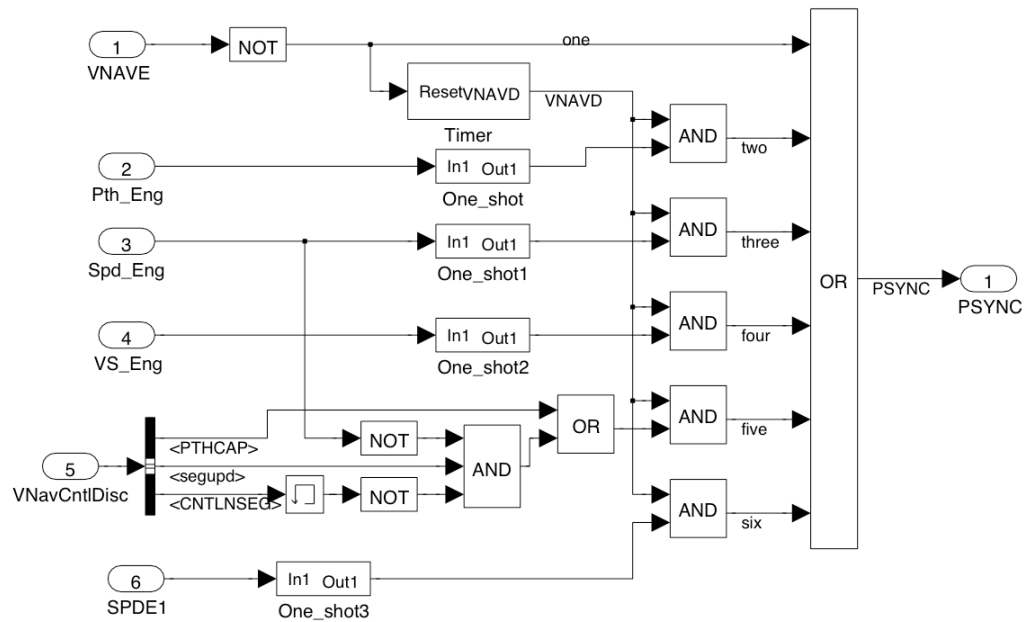 1
VNAVE
NOT
one
Reset VNAVD
Timer
VNAVD
AND
two
2
Pth_Eng
In1 Out1
One_shot
3
Spd_Eng
In1 Out1
One_shot1
AND
three
4
VS_Eng
In1 Out1
One_shot2
AND
four
OR
PSYNC
1
PSYNC
5
VNavCntlDisc
<PTHCAP>
<segupd>
<CNTLNSEG>
NOT
NOT
AND
OR
AND
five
AND
six
6
SPDE1
In1 Out1
One_shot3